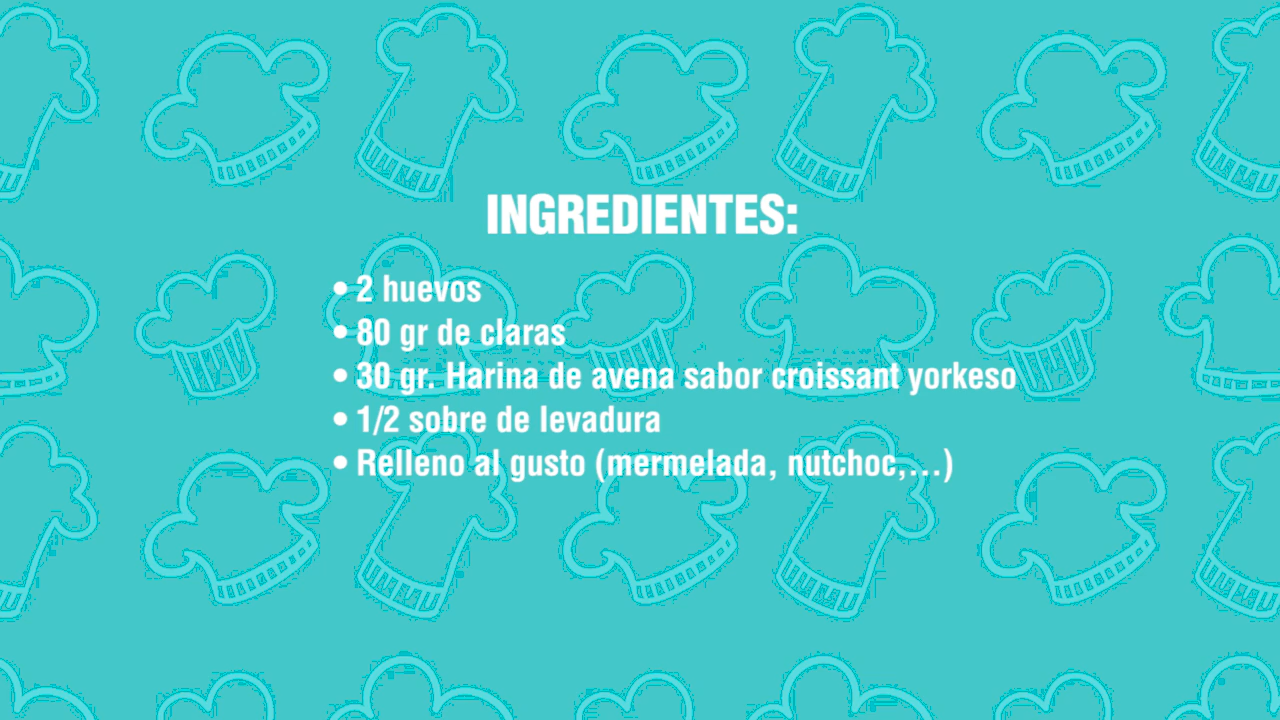 INGREDIENTES:
• 2 huevos
• 80 gr de claras
• 30 gr. Harina de avena sabor croissant yorkeso
• 1/2 sobre de levadura
• Relleno al gusto (mermelada, nutchoc,...)